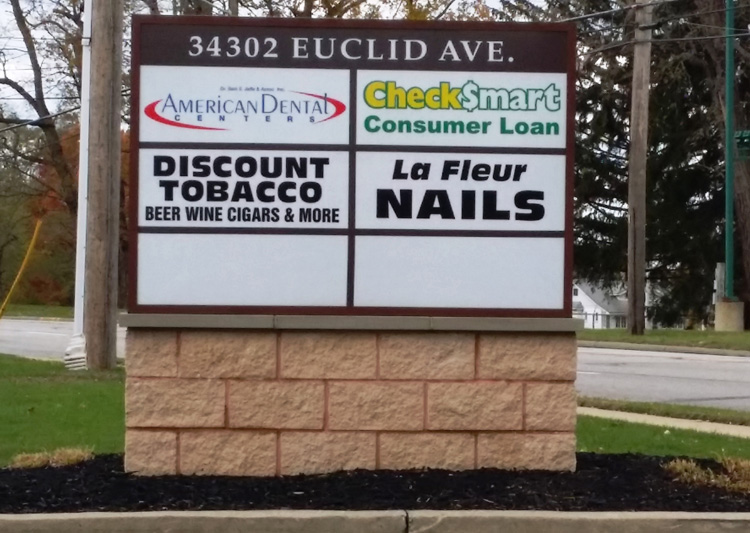 34302 EUCLID AVE.
AMERICAN DENTAL
CENTERS
Check$mart
Consumer Loan
DISCOUNT
TOBACCO
BEER WINE CIGARS & MORE
La Fleur
NAILS